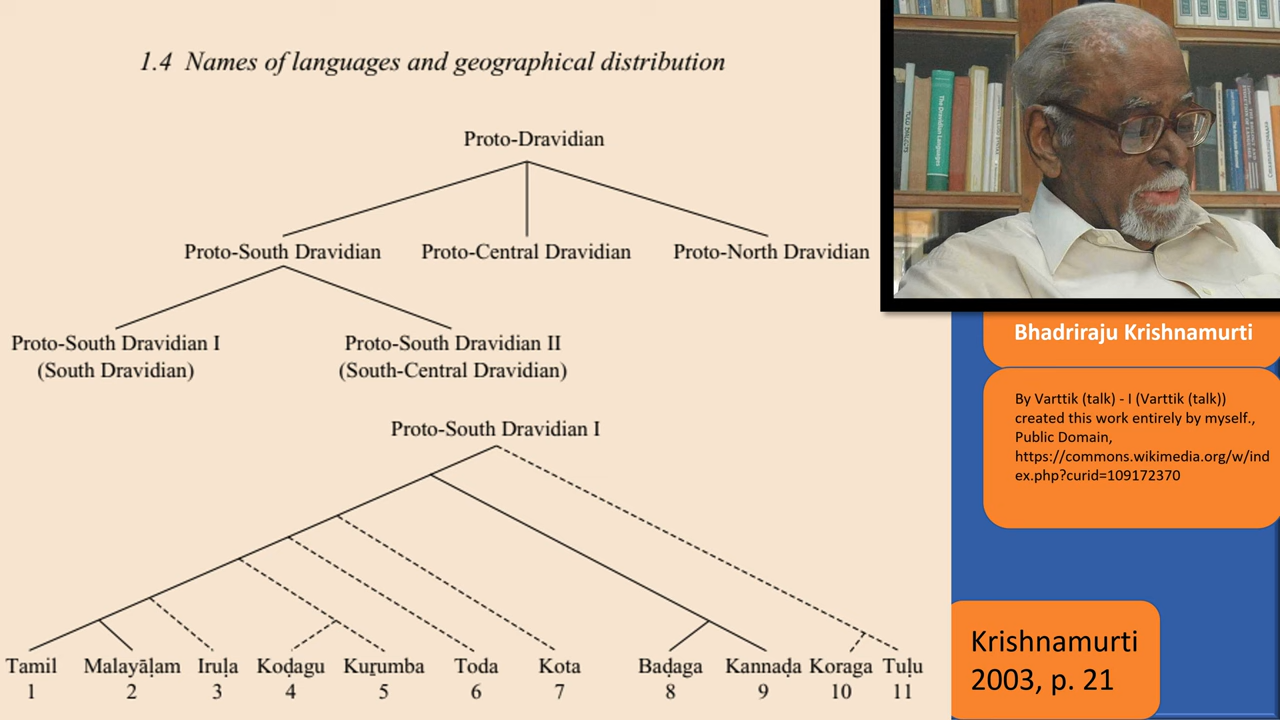 1.4 Names of languages and geographical distribution
Proto-Dravidian
Proto-South Dravidian Proto-Central Dravidian Proto-North Dravidian
Proto-South Dravidian I Proto-South Dravidian II
(South Dravidian) (South-Central Dravidian)
Proto-South Dravidian I
Tamil Malayāḷam Iruḷa Koḍagu Kuṟumba Toda Kota Baḍaga Kannaḍa Koraga Tuḷu
1 2 3 4 5 6 7 8 9 10 11
The Dravidian Languages
Bhadriraju Krishnamurti
By Varttik (talk) - I (Varttik (talk))
created this work entirely by myself.,
Public Domain,
https://commons.wikimedia.org/w/ind
ex.php?curid=109172370
Krishnamurti
2003, p. 21